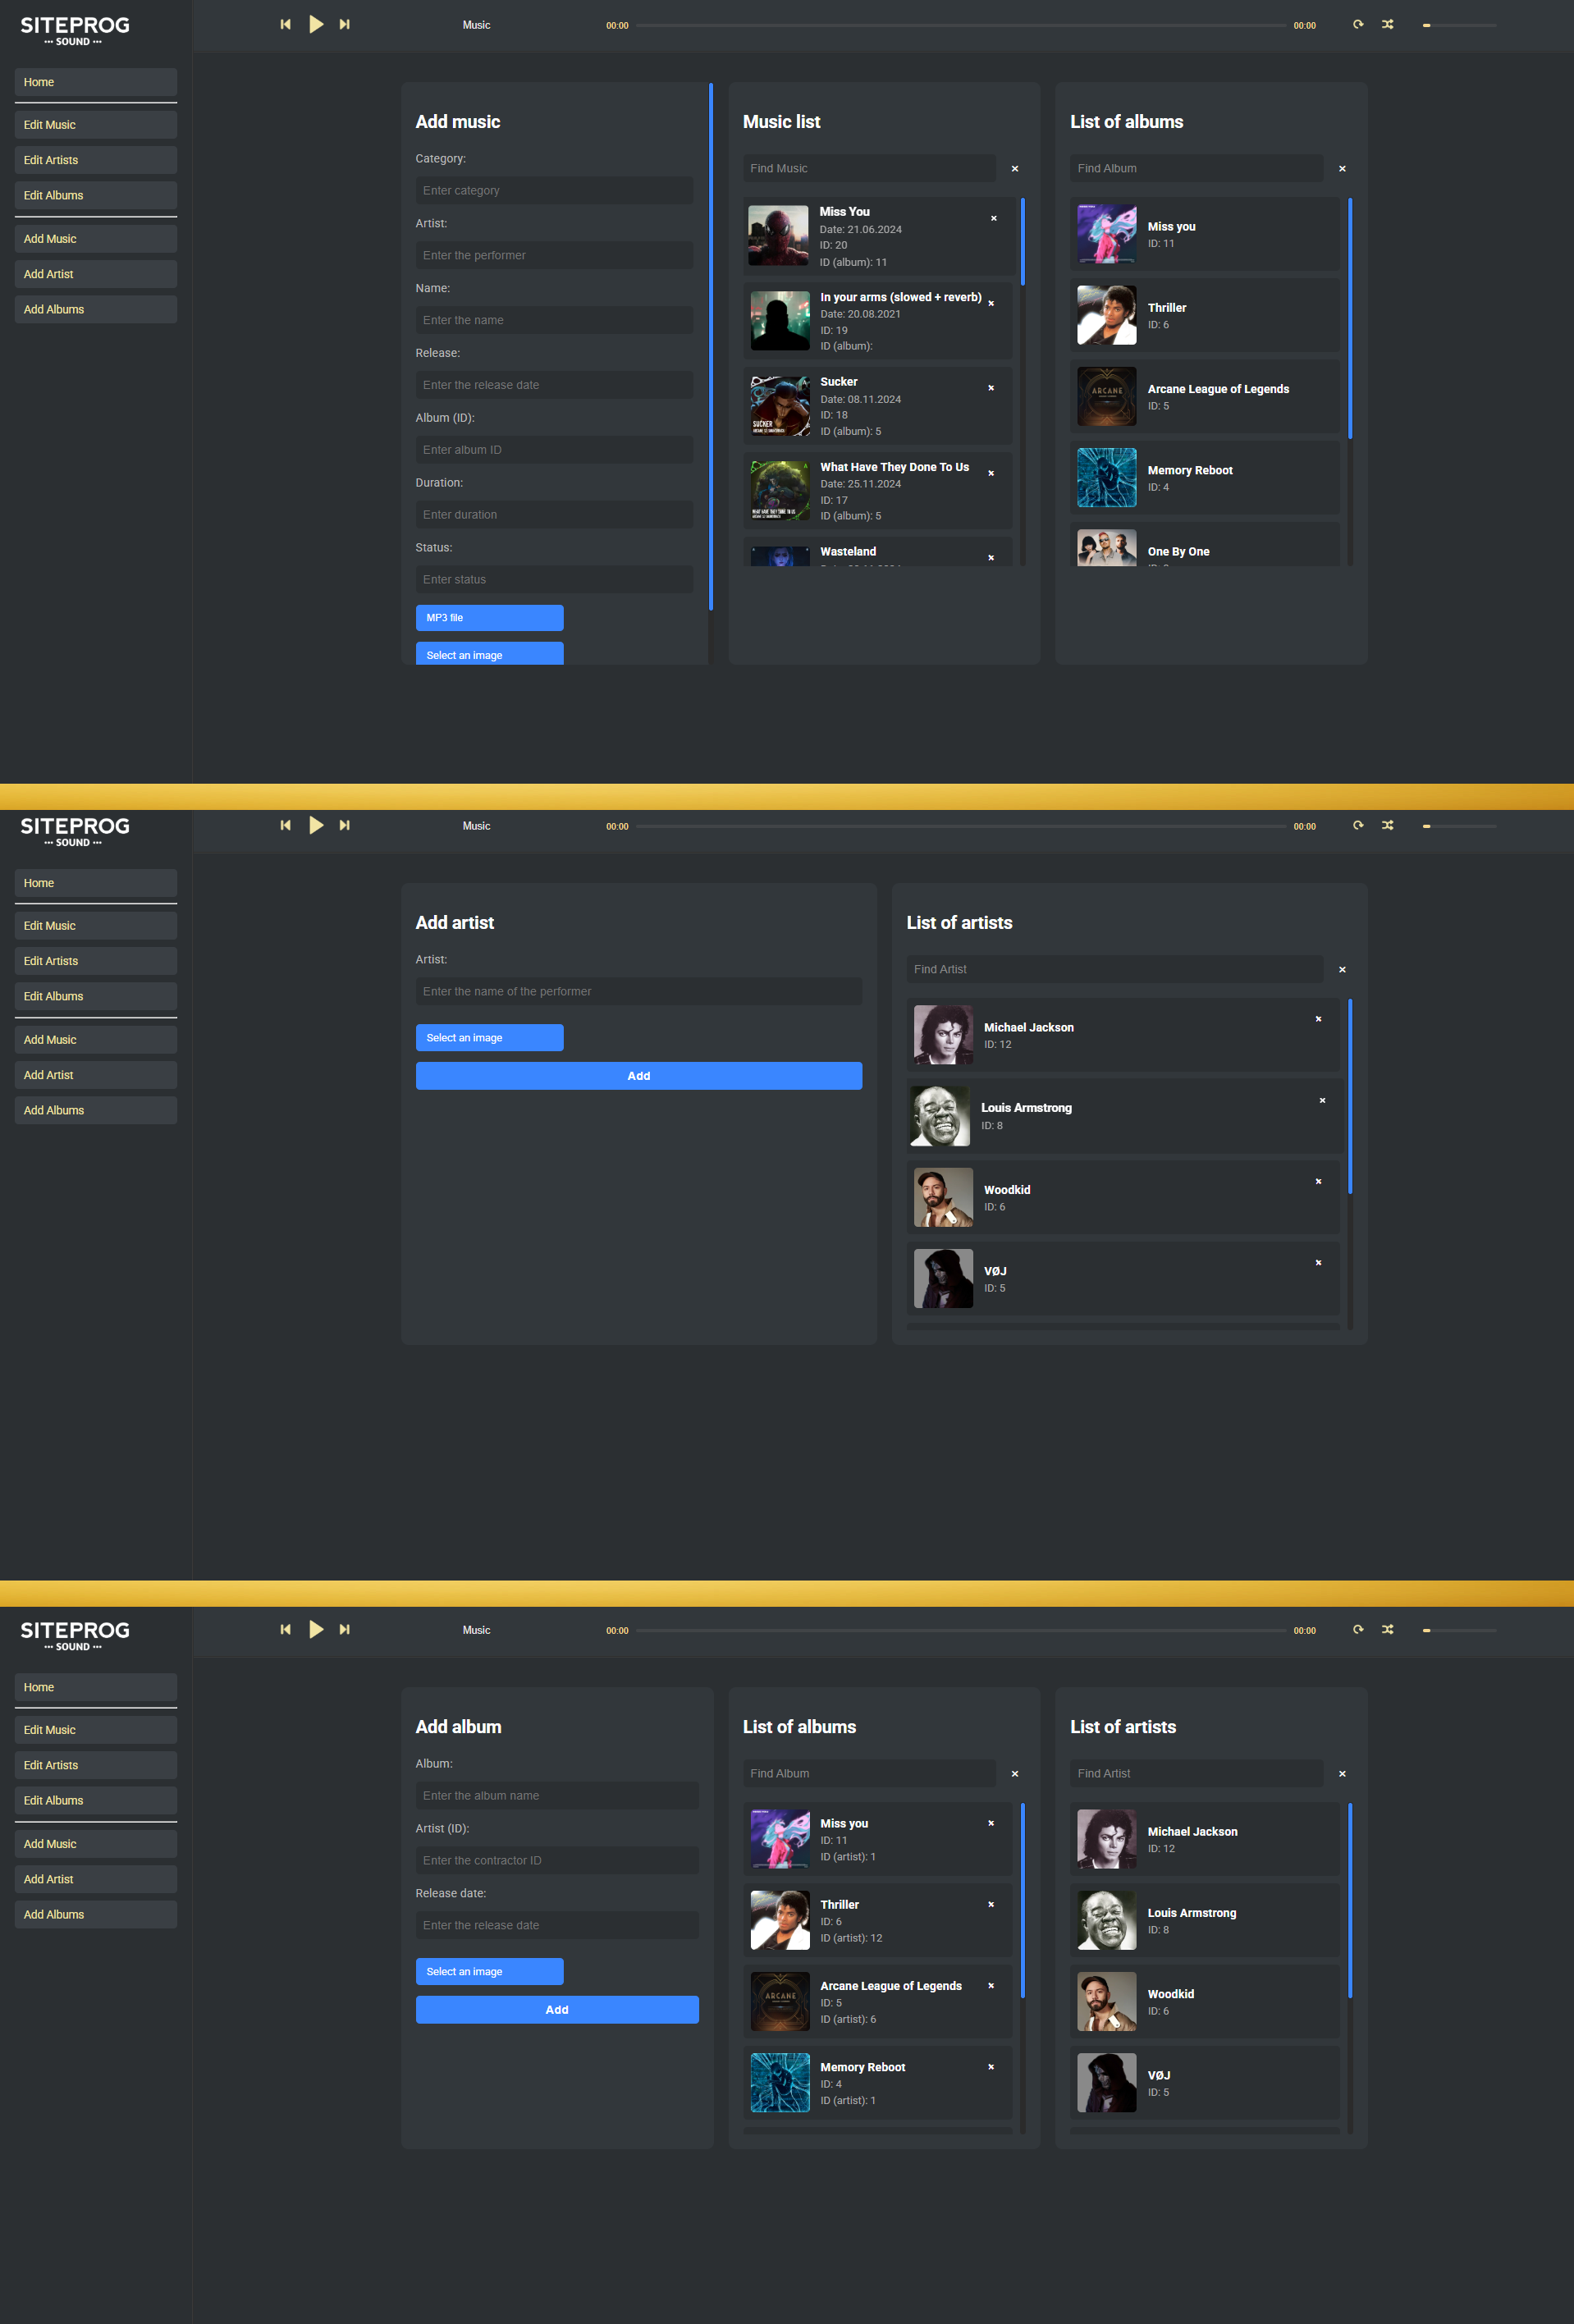 SITEPROG
··· SOUND ···
Music
00:00
00:00
Home
Edit Music
Edit Artists
Edit Albums
Add Music
Add Artist
Add Albums
Add music
Category:
Enter category
Artist:
Enter the performer
Name:
Enter the name
Release:
Enter the release date
Album (ID):
Enter album ID
Duration:
Enter duration
Status:
Enter status
MP3 file
Select an image
Music list
Find Music
×
Miss You
×
Date: 21.06.2024
ID: 20
ID (album): 11
In your arms (slowed + reverb)
×
Date: 20.08.2021
ID: 19
ID (album):
SUCKER
Sucker
×
Date: 08.11.2024
ID: 18
ID (album): 5
WHAT HAVE THEY DONE TO US
What Have They Done To Us
×
Date: 25.11.2024
ID: 17
ID (album): 5
Wasteland
×
List of albums
Find Album
×
Miss you
ID: 11
Thriller
ID: 6
ARCANE
Arcane League of Legends
ID: 5
Memory Reboot
ID: 4
One By One
SITEPROG
··· SOUND ···
Music
00:00
00:00
Home
Edit Music
Edit Artists
Edit Albums
Add Music
Add Artist
Add Albums
Add artist
Artist:
Enter the name of the performer
Select an image
Add
List of artists
Find Artist
×
Michael Jackson
×
ID: 12
Louis Armstrong
×
ID: 8
Woodkid
×
ID: 6
VØJ
×
ID: 5
SITEPROG
··· SOUND ···
Music
00:00
00:00
Home
Edit Music
Edit Artists
Edit Albums
Add Music
Add Artist
Add Albums
Add album
Album:
Enter the album name
Artist (ID):
Enter the contractor ID
Release date:
Enter the release date
Select an image
Add
List of albums
Find Album
×
Miss you
×
ID: 11
ID (artist): 1
Thriller
×
ID: 6
ID (artist): 12
ARCANE
Arcane League of Legends
×
ID: 5
ID (artist): 6
Memory Reboot
×
ID: 4
ID (artist): 1
List of artists
Find Artist
×
Michael Jackson
ID: 12
Louis Armstrong
ID: 8
Woodkid
ID: 6
VØJ
ID: 5